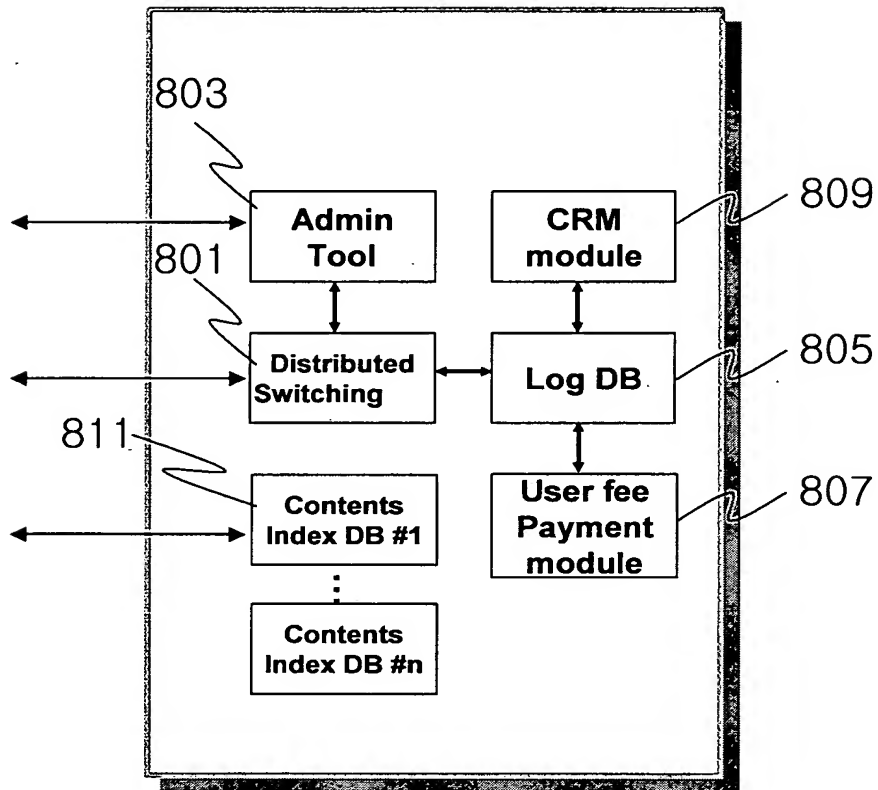 803
Admin
Tool
CRM
module
809
801
Distributed
Switching
Log DB
805
811
Contents
Index DB #1
User fee
Payment
module
807
Contents
Index DB #n